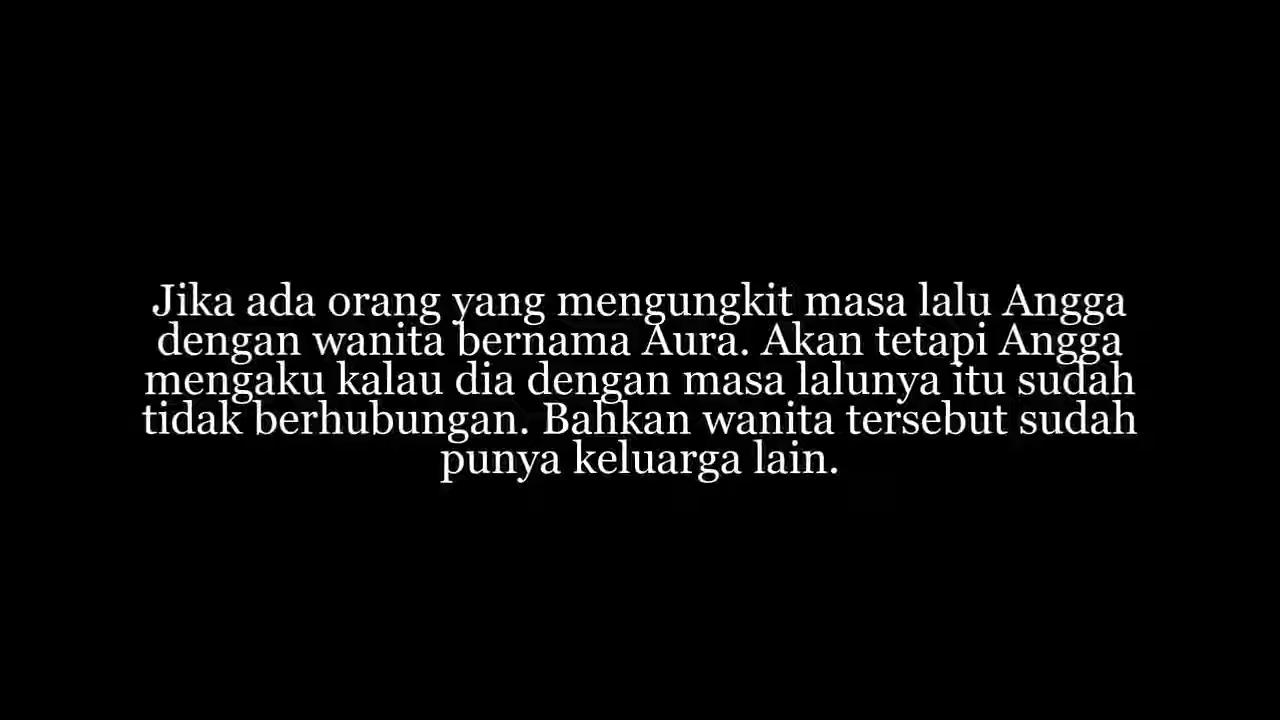 Jika ada orang yang mengungkit masa lalu Angga
dengan wanita bernama Aura. Akan tetapi Angga
mengaku kalau dia dengan masa lalunya itu sudah
tidak berhubungan. Bahkan wanita tersebut sudah
punya keluarga lain.